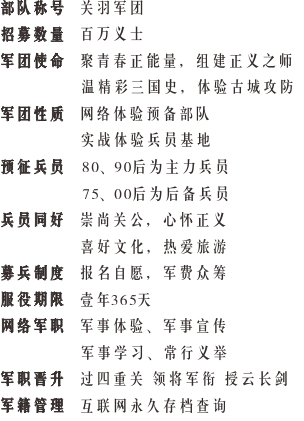 部队称号 关羽军团
招募数量 百万义士
军团使命 聚青春正能量，组建正义之师
温精彩三国史，体验古城攻防
军团性质 网络体验预备部队
实战体验兵员基地
预征兵员 80、90后为主力兵员
75、00后为后备兵员
兵员同好 崇尚关公，心怀正义
喜好文化，热爱旅游
募兵制度 报名自愿，军费众筹
服役期限 壹年365天
网络军职 军事体验、军事宣传
军事学习、常行义举
军职晋升 过四重关 领将军衔 授云长剑
军籍管理 互联网永久存档查询